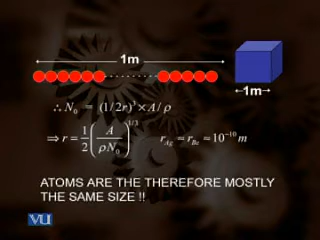 1m
1m
∴ N₀ = (1/2r)³ × A/ρ
⇒ r = 1/2 (A/ρN₀)^1/3 r_Ag ≈ r_Be ≈ 10⁻¹⁰ m
ATOMS ARE THE THEREFORE MOSTLY
THE SAME SIZE !!
VU